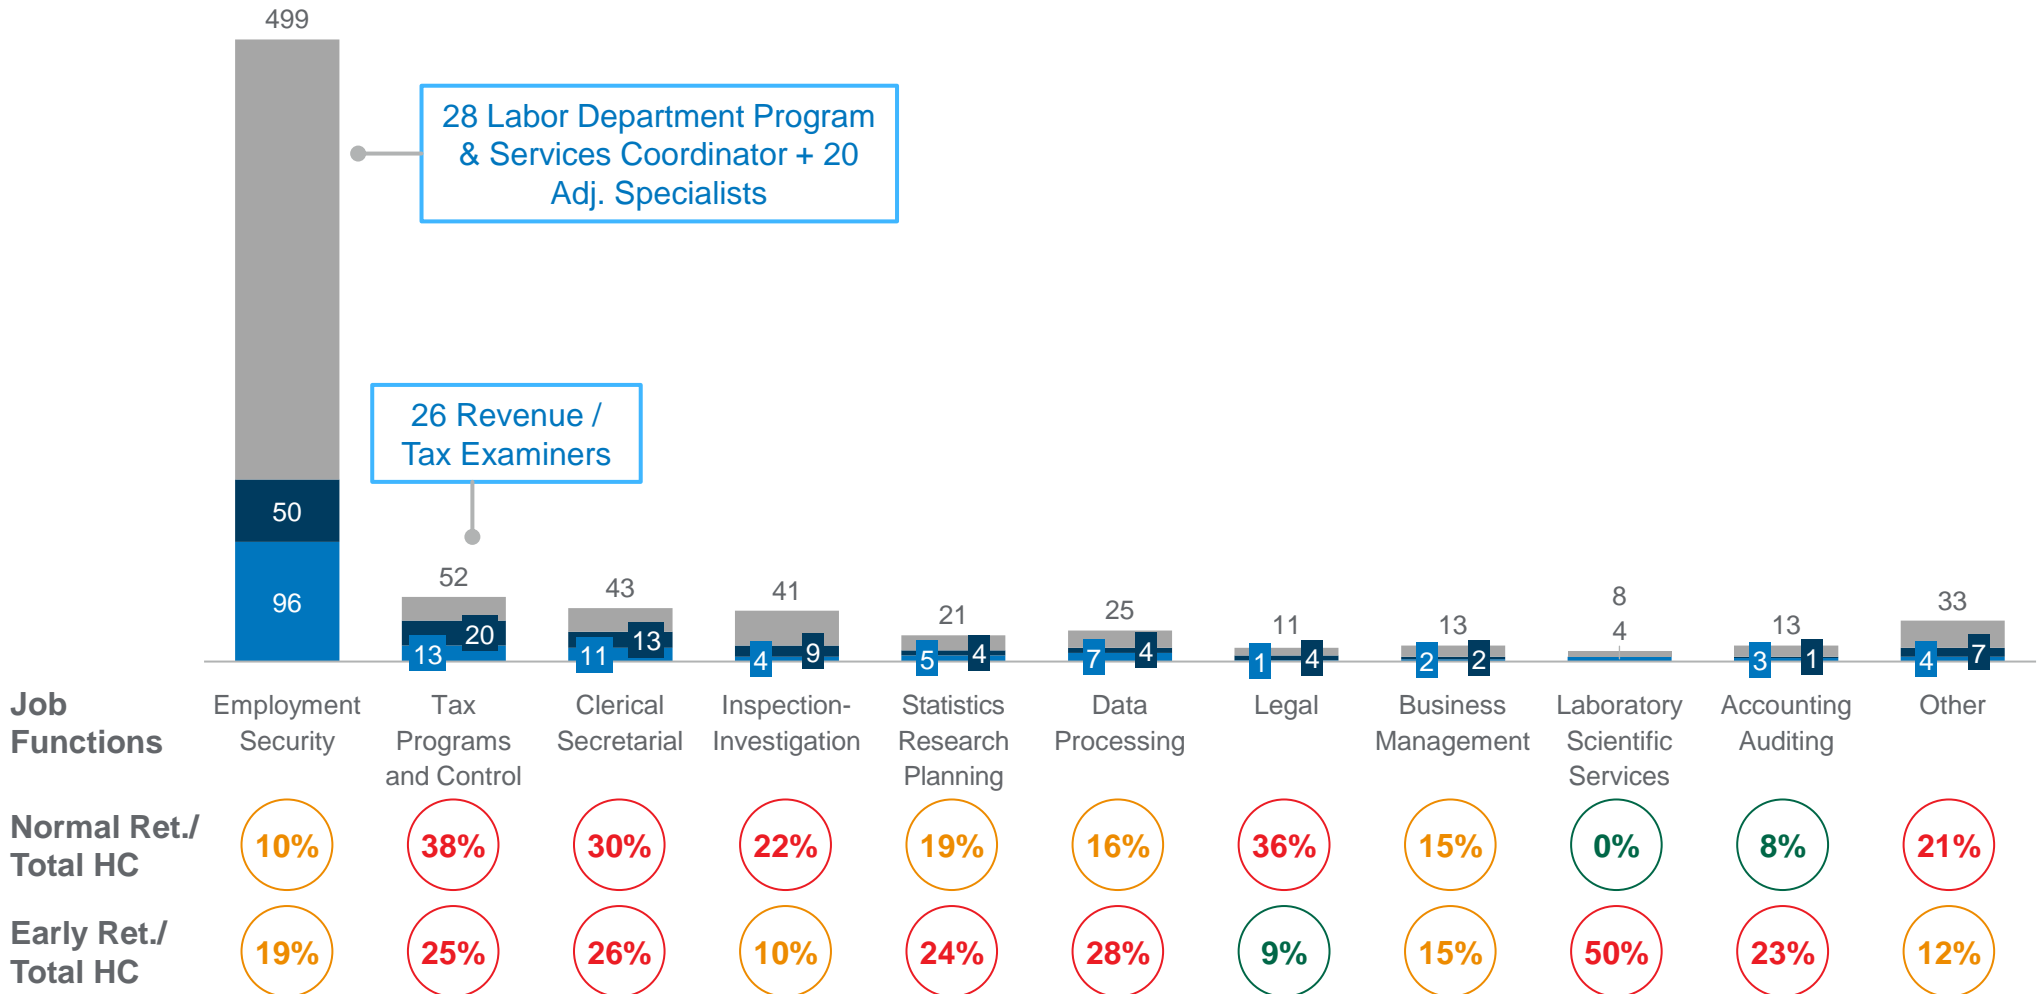 499
28 Labor Department Program
& Services Coordinator + 20
Adj. Specialists
26 Revenue /
Tax Examiners
50
96
52
20
13
43
13
11
41
9
4
21
5
4
25
7
4
11
1
4
13
2
2
8
4
13
3
1
33
4
7
Job
Functions
Employment
Security
Tax
Programs
and Control
Clerical
Secretarial
Inspection-
Investigation
Statistics
Research
Planning
Data
Processing
Legal
Business
Management
Laboratory
Scientific
Services
Accounting
Auditing
Other
Normal Ret./
Total HC
10%
38%
30%
22%
19%
16%
36%
15%
0%
8%
21%
Early Ret./
Total HC
19%
25%
26%
10%
24%
28%
9%
15%
50%
23%
12%